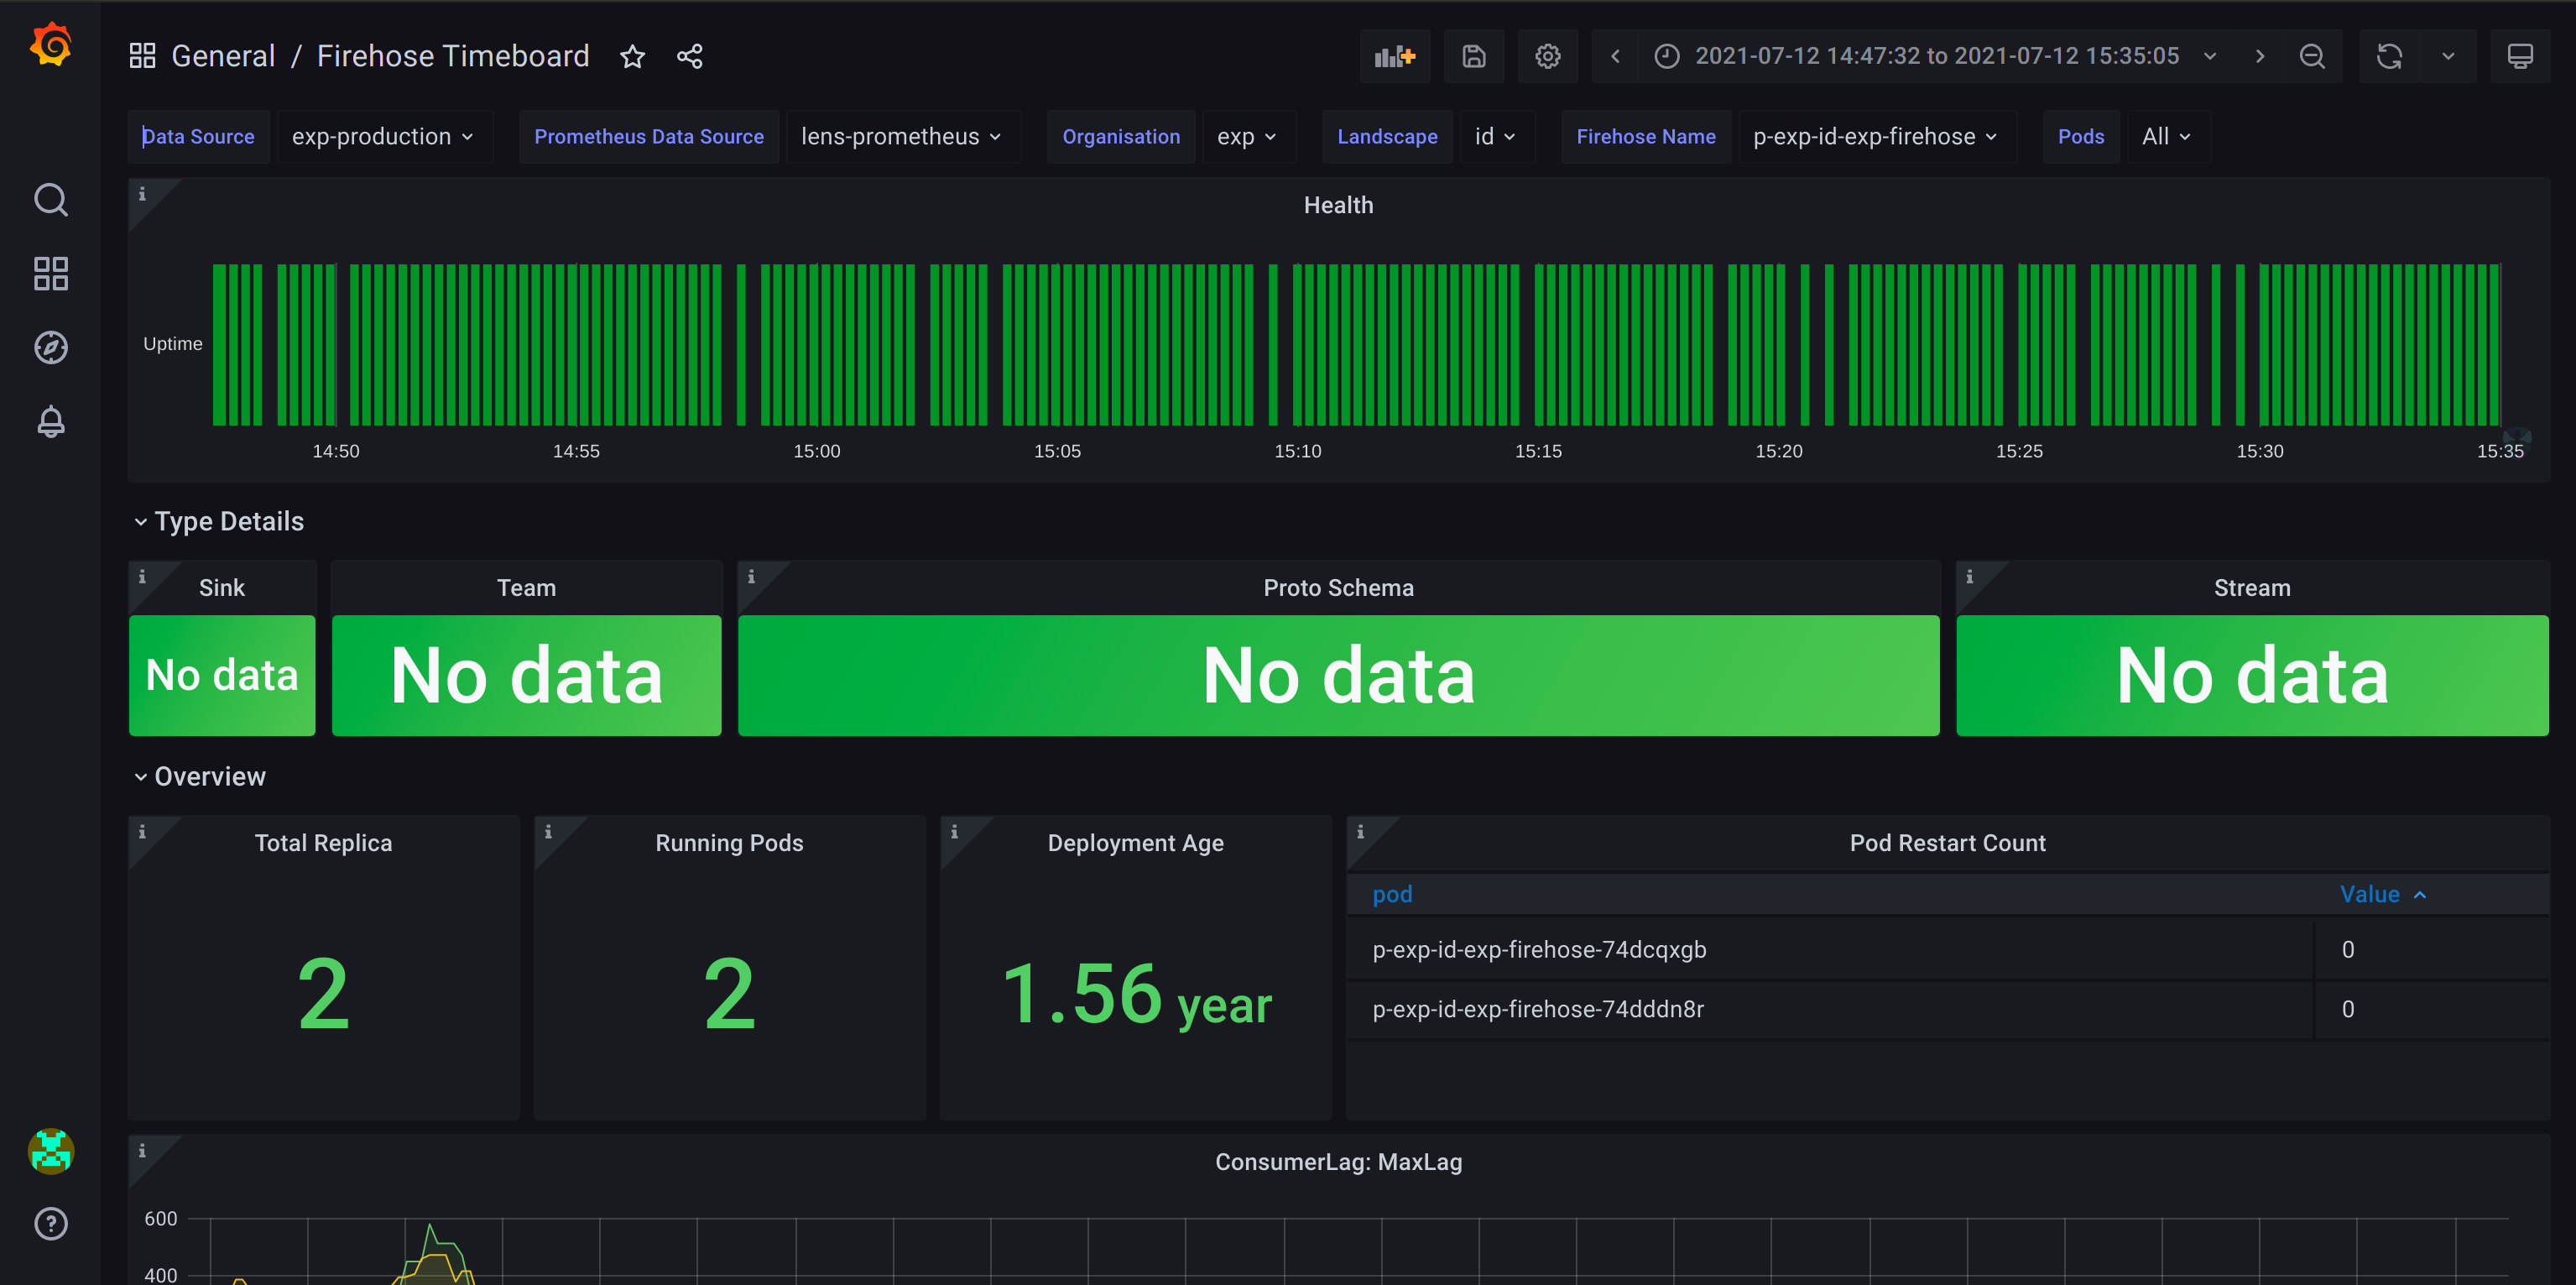 General / Firehose Timeboard
2021-07-12 14:47:32 to 2021-07-12 15:35:05
Data Source exp-production Prometheus Data Source lens-prometheus Organisation exp Landscape id Firehose Name p-exp-id-exp-firehose Pods All
Health
Uptime
14:50 14:55 15:00 15:05 15:10 15:15 15:20 15:25 15:30 15:35
Type Details
Sink Team Proto Schema Stream
No data No data No data No data
Overview
Total Replica Running Pods Deployment Age Pod Restart Count
pod Value
p-exp-id-exp-firehose-74dcqxgb 0
2 2 1.56 year
p-exp-id-exp-firehose-74dddn8r 0
ConsumerLag: MaxLag
600
400